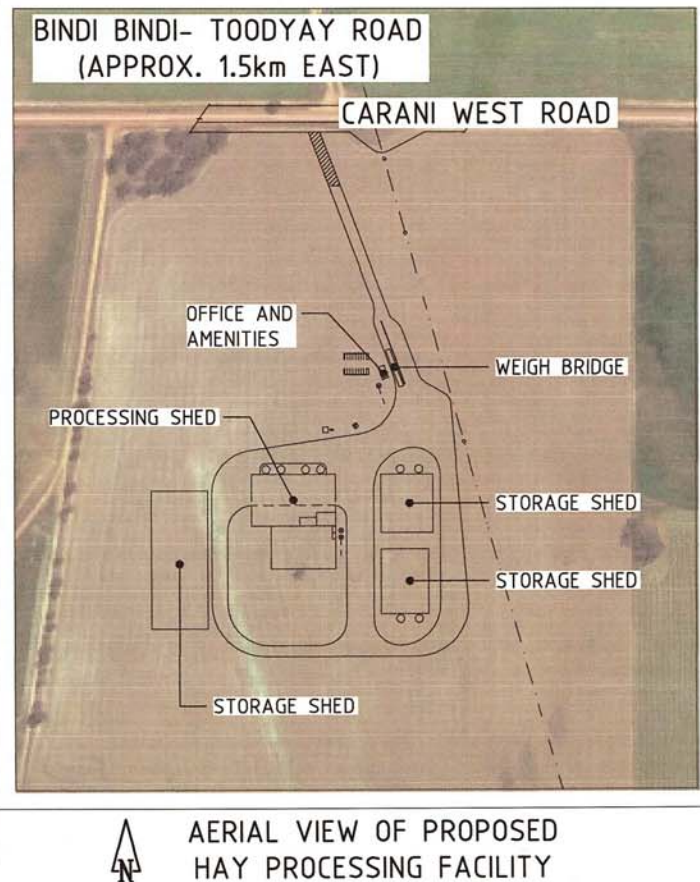 BINDI BINDI- TOODYAY ROAD
(APPROX. 1.5km EAST)
CARANI WEST ROAD
OFFICE AND
AMENITIES
WEIGH BRIDGE
PROCESSING SHED
STORAGE SHED
STORAGE SHED
STORAGE SHED
N
AERIAL VIEW OF PROPOSED
HAY PROCESSING FACILITY